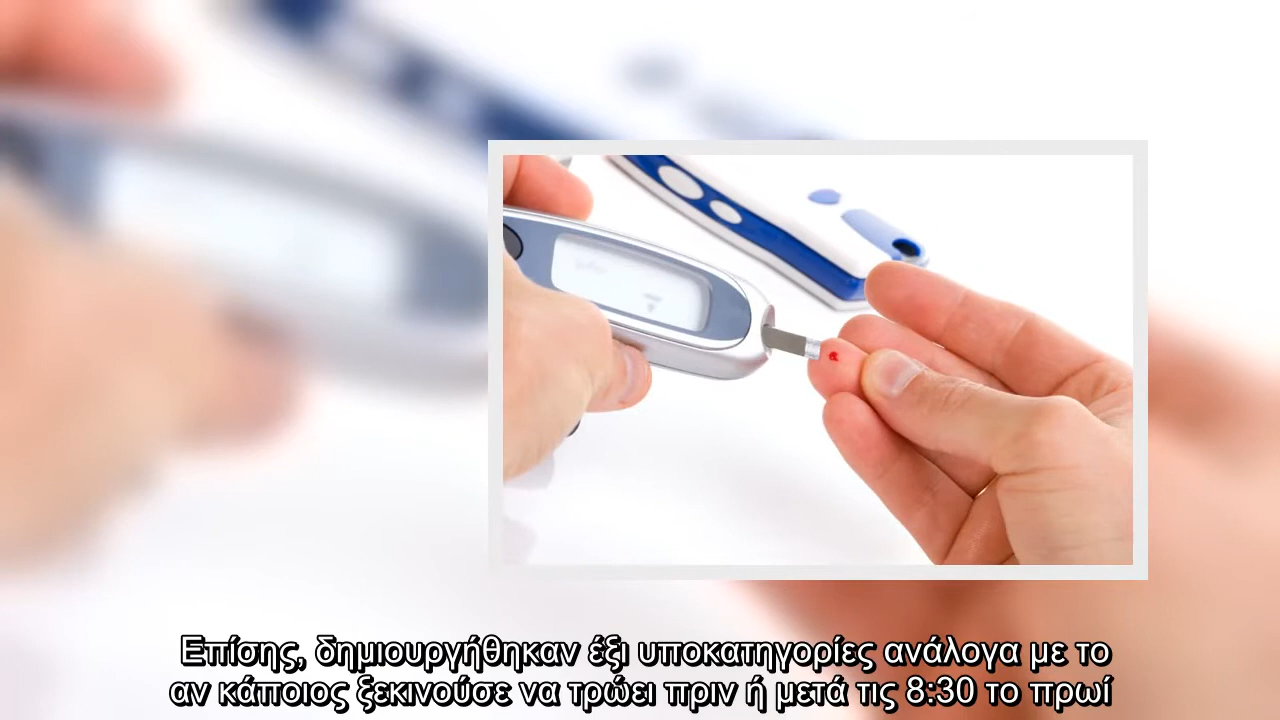 Επίσης, δημιουργήθηκαν έξι υποκατηγορίες ανάλογα με το
αν κάποιος ξεκινούσε να τρώει πριν ή μετά τις 8:30 το πρωί